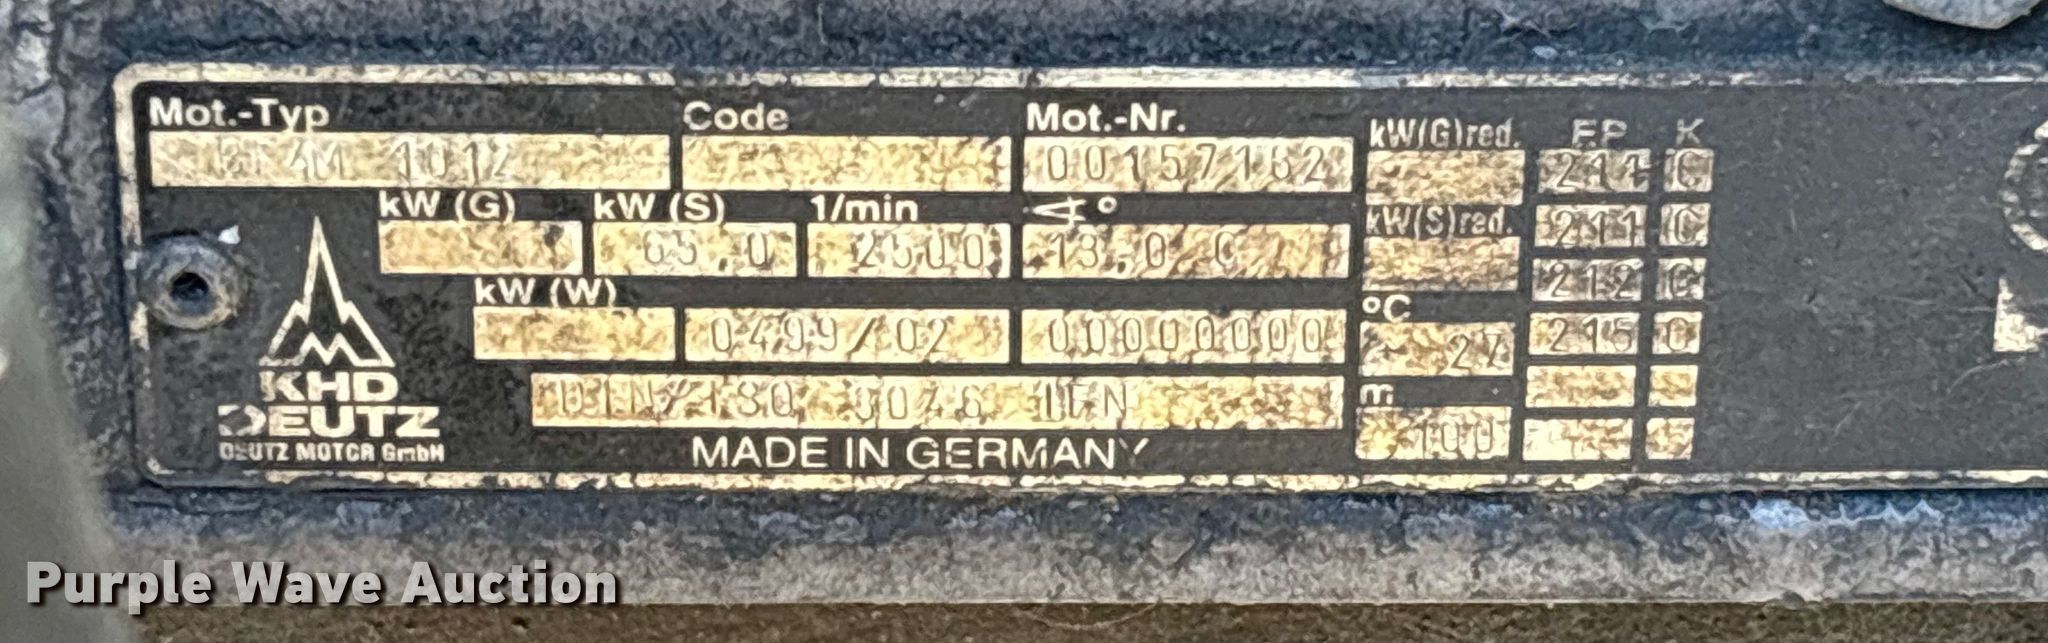 Mot.-Typ Code Mot.-Nr. kW(G)red. EP K
BF4M 1012 00157162 211 C
kW (G) kW (S) 1/min ∢° kW(S)red. 211 C
65.0 2500 13.0 C 212 C
kW (W) °C
0499/02 00000000 27 215 C
DIN/ISO 3046 IFN m
100
KHD
DEUTZ
DEUTZ MOTOR GmbH
MADE IN GERMANY
Purple Wave Auction